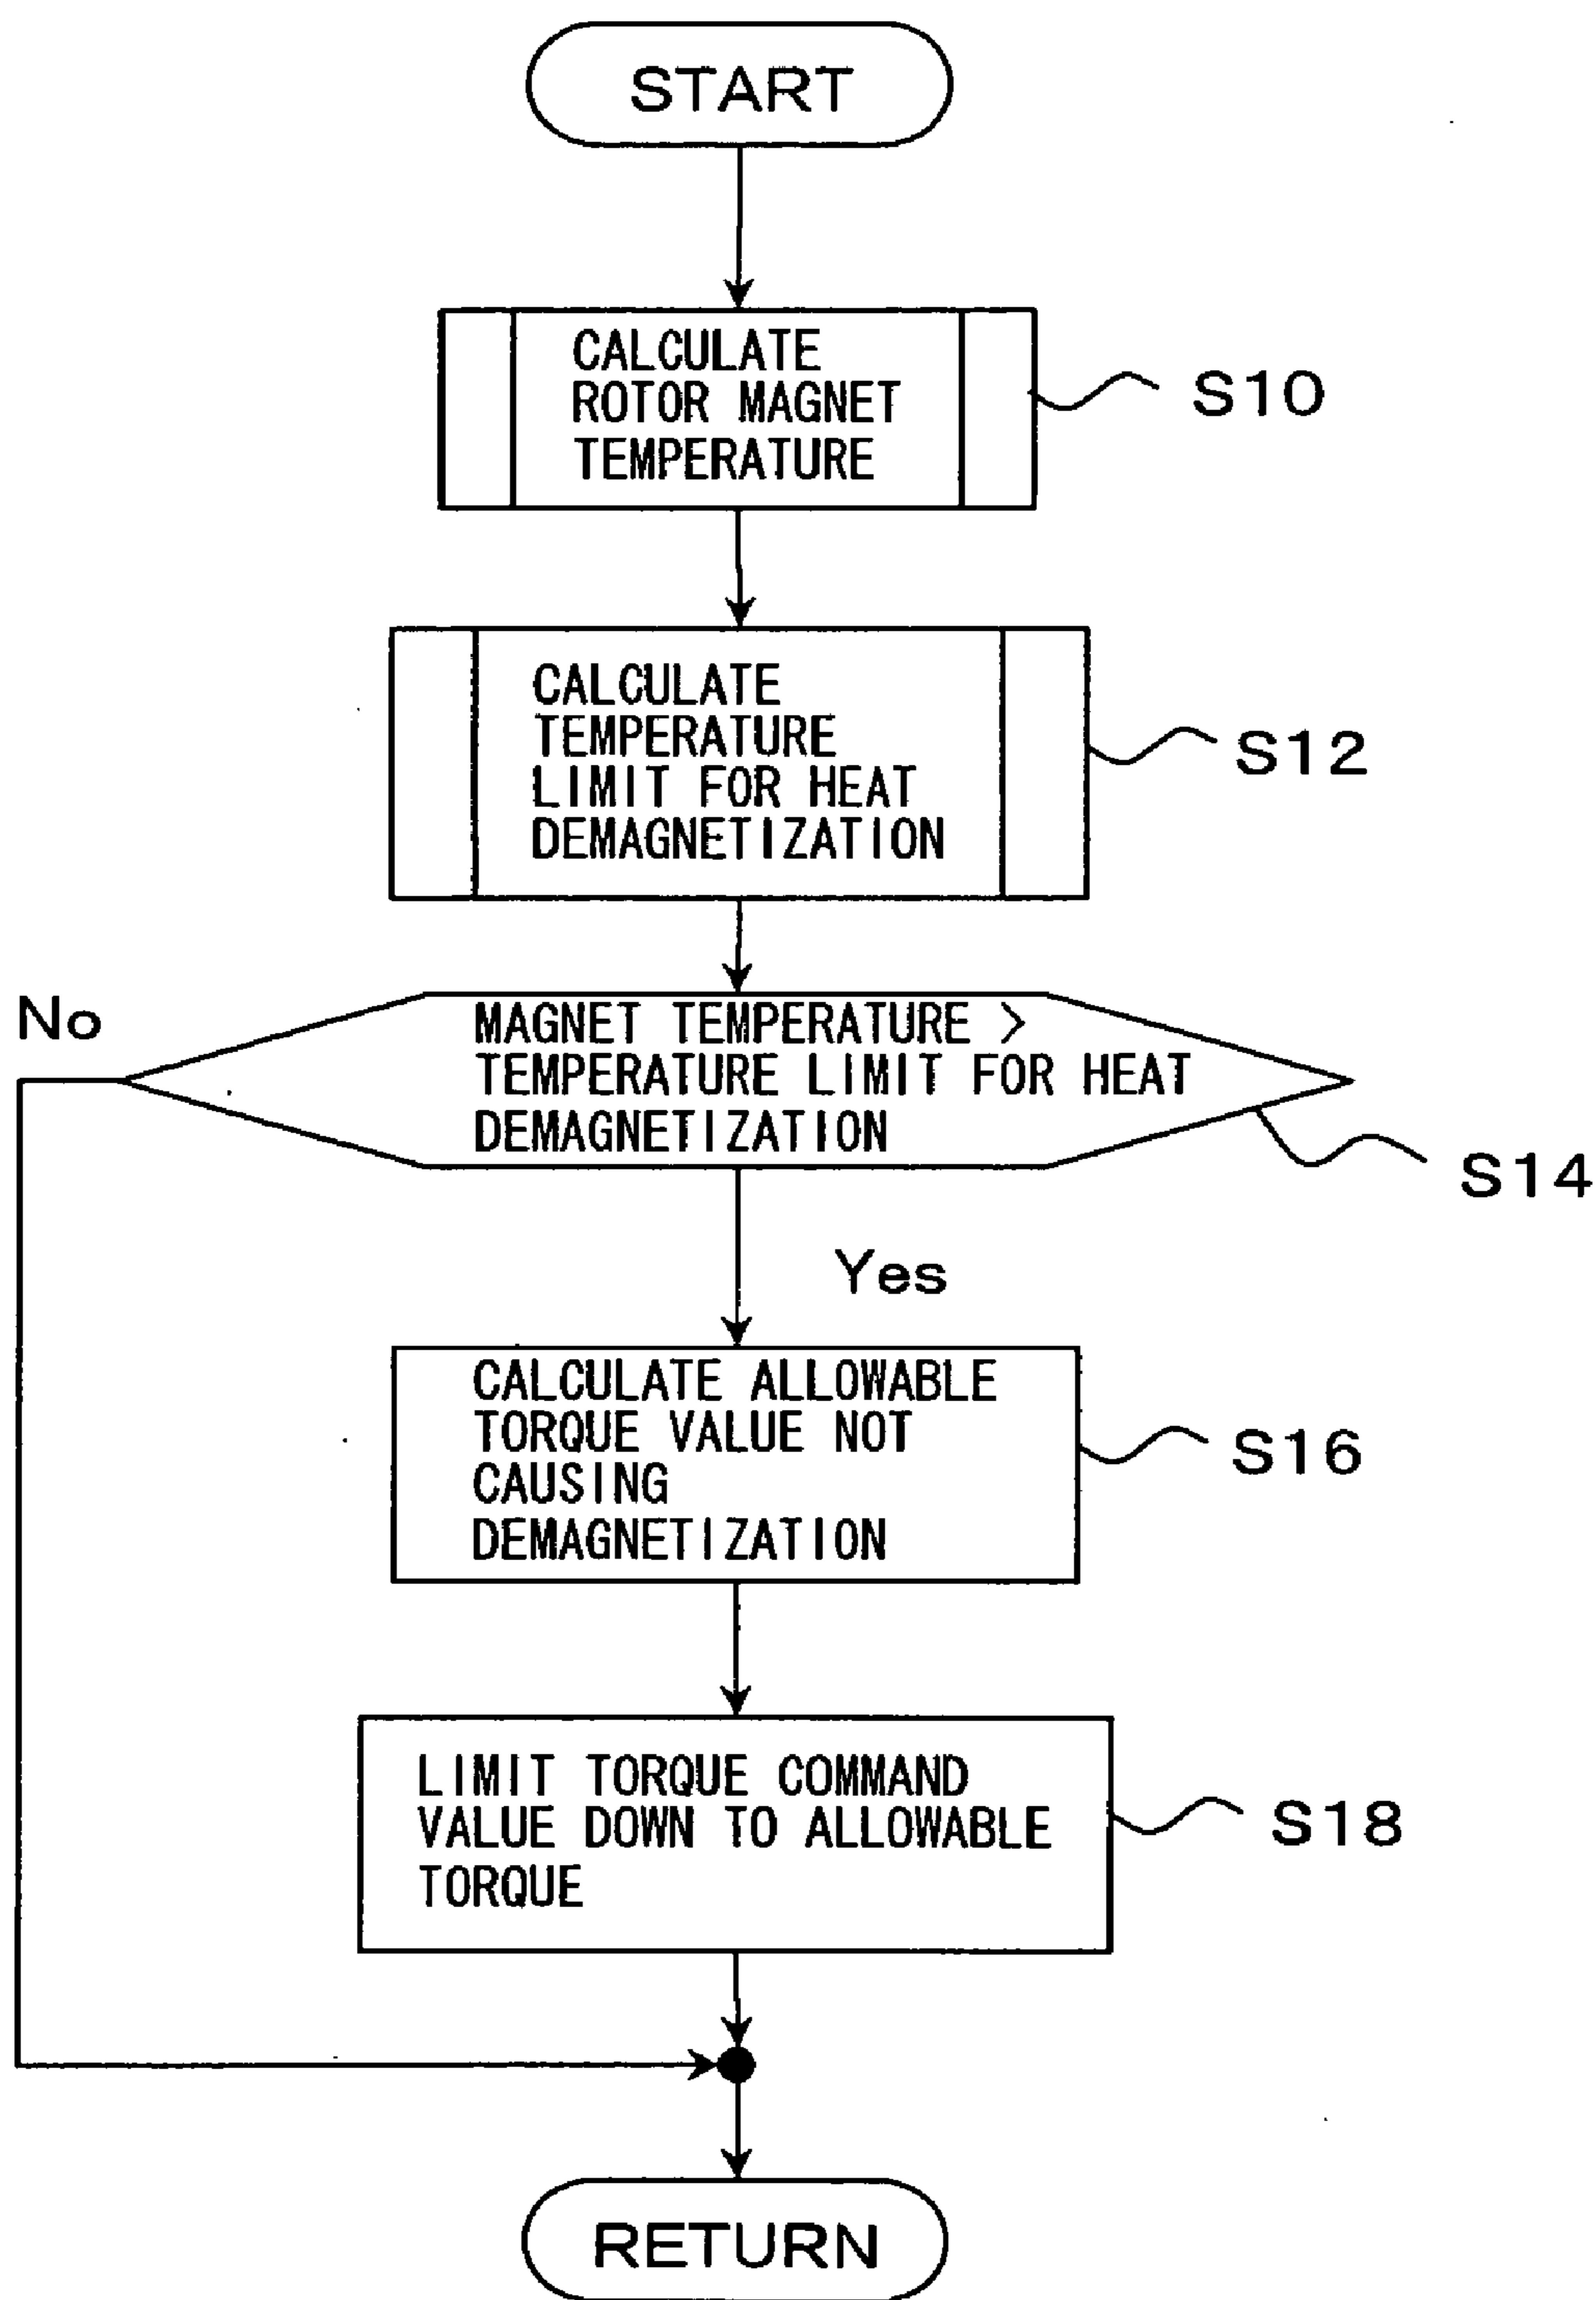 START
CALCULATE
ROTOR MAGNET
TEMPERATURE
S10
CALCULATE
TEMPERATURE
LIMIT FOR HEAT
DEMAGNETIZATION
S12
No
MAGNET TEMPERATURE >
TEMPERATURE LIMIT FOR HEAT
DEMAGNETIZATION
S14
Yes
CALCULATE ALLOWABLE
TORQUE VALUE NOT
CAUSING
DEMAGNETIZATION
S16
LIMIT TORQUE COMMAND
VALUE DOWN TO ALLOWABLE
TORQUE
S18
RETURN